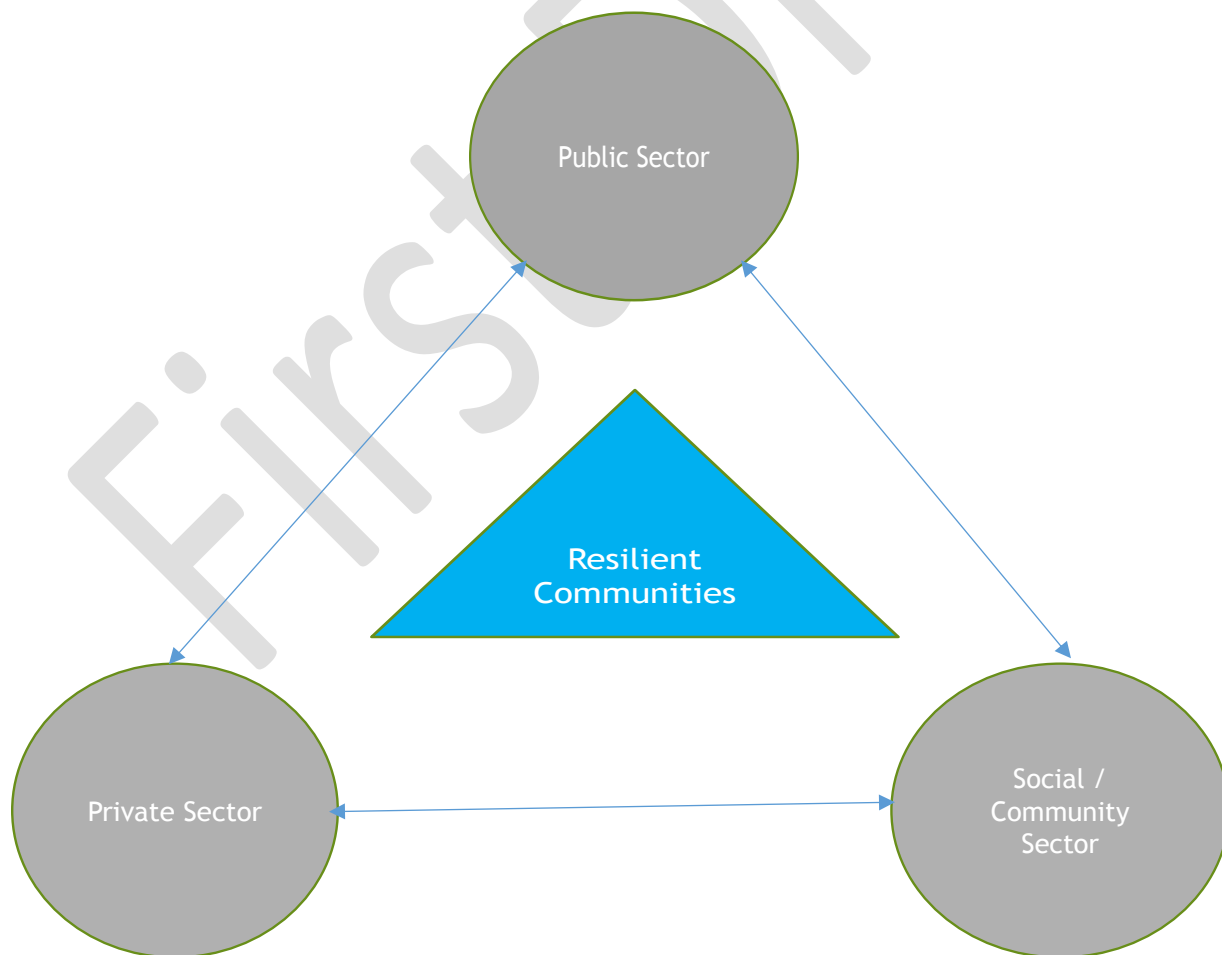 Public Sector
Resilient
Communities
Private Sector
Social /
Community
Sector
First